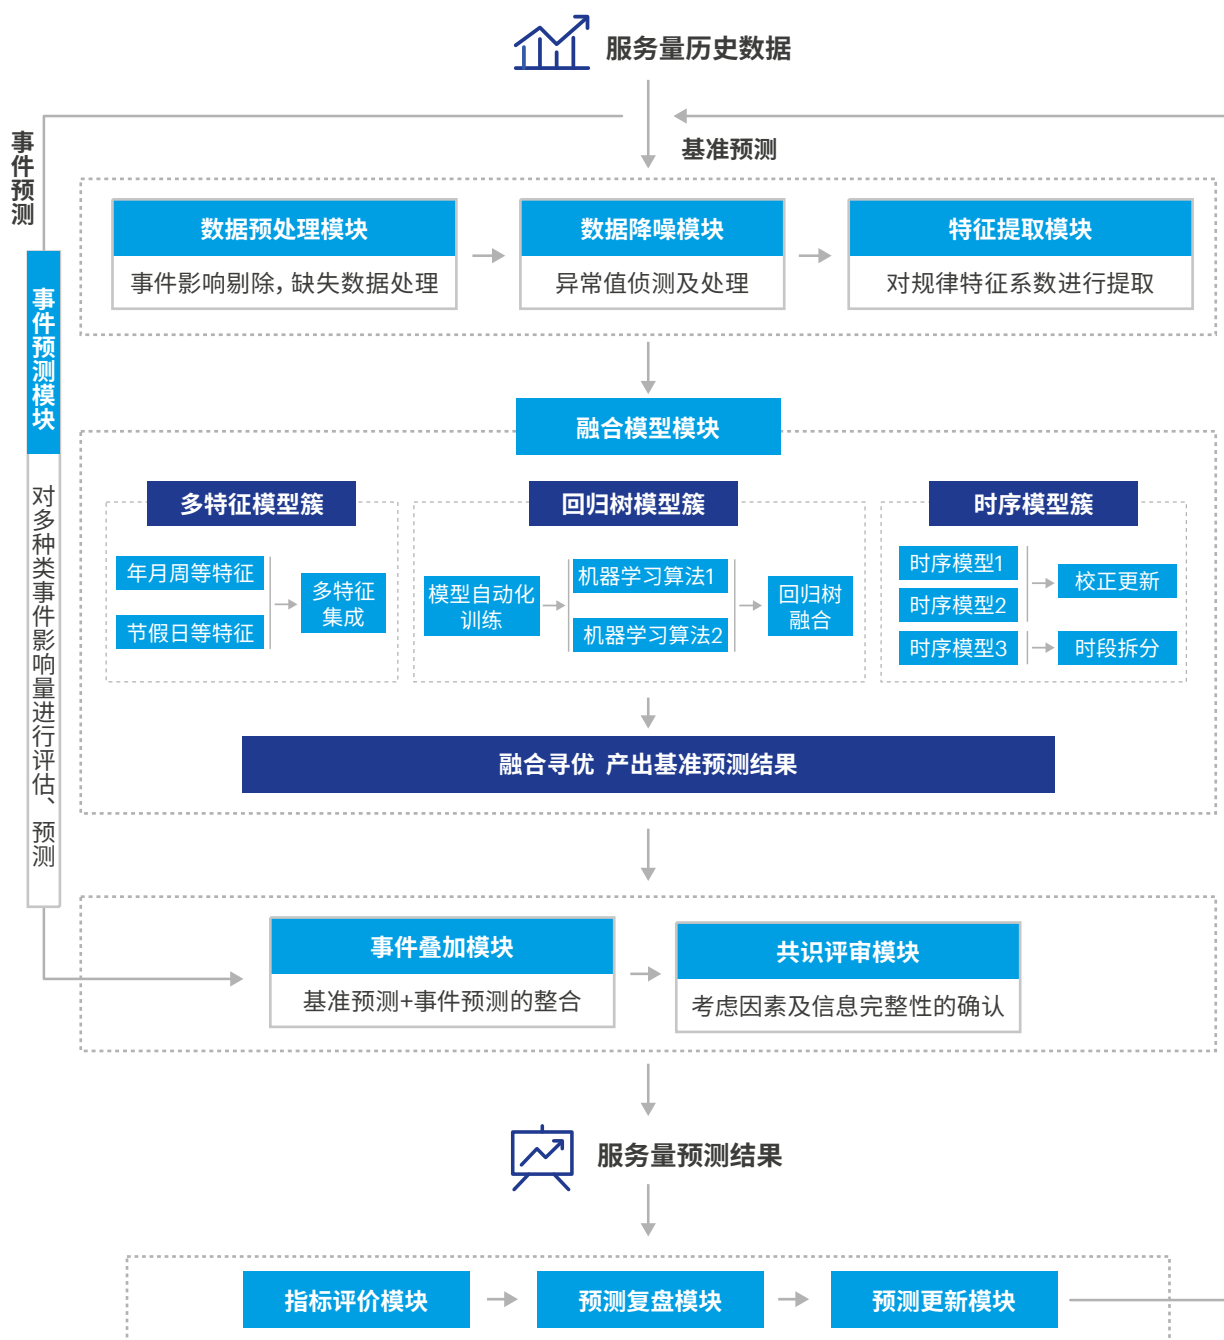 服务量历史数据
事件预测
基准预测
数据预处理模块
事件影响剔除，缺失数据处理
数据降噪模块
异常值侦测及处理
特征提取模块
对规律特征系数进行提取
事件预测模块
对多种类事件影响量进行评估、预测
融合模型模块
多特征模型簇
年月周等特征
节假日等特征
多特征
集成
回归树模型簇
模型自动化
训练
机器学习算法1
机器学习算法2
回归树
融合
时序模型簇
时序模型1
时序模型2
时序模型3
校正更新
时段拆分
融合寻优 产出基准预测结果
事件叠加模块
基准预测+事件预测的整合
共识评审模块
考虑因素及信息完整性的确认
服务量预测结果
指标评价模块
预测复盘模块
预测更新模块